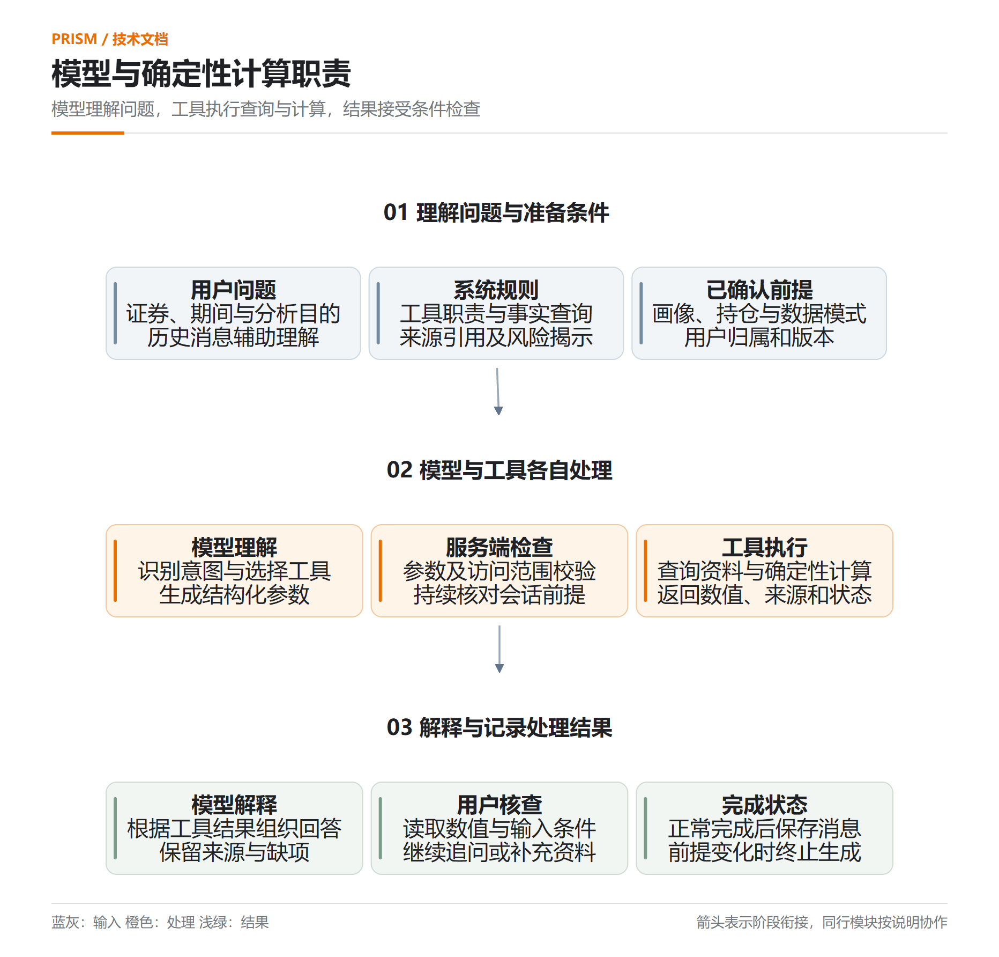 PRISM / 技术文档
模型与确定性计算职责
模型理解问题，工具执行查询与计算，结果接受条件检查
01 理解问题与准备条件
用户问题
证券、期间与分析目的
历史消息辅助理解
系统规则
工具职责与事实查询
来源引用及风险揭示
已确认前提
画像、持仓与数据模式
用户归属和版本
02 模型与工具各自处理
模型理解
识别意图与选择工具
生成结构化参数
服务端检查
参数及访问范围校验
持续核对会话前提
工具执行
查询资料与确定性计算
返回数值、来源和状态
03 解释与记录处理结果
模型解释
根据工具结果组织回答
保留来源与缺项
用户核查
读取数值与输入条件
继续追问或补充资料
完成状态
正常完成后保存消息
前提变化时终止生成
蓝灰：输入 橙色：处理 浅绿：结果
箭头表示阶段衔接，同行模块按说明协作